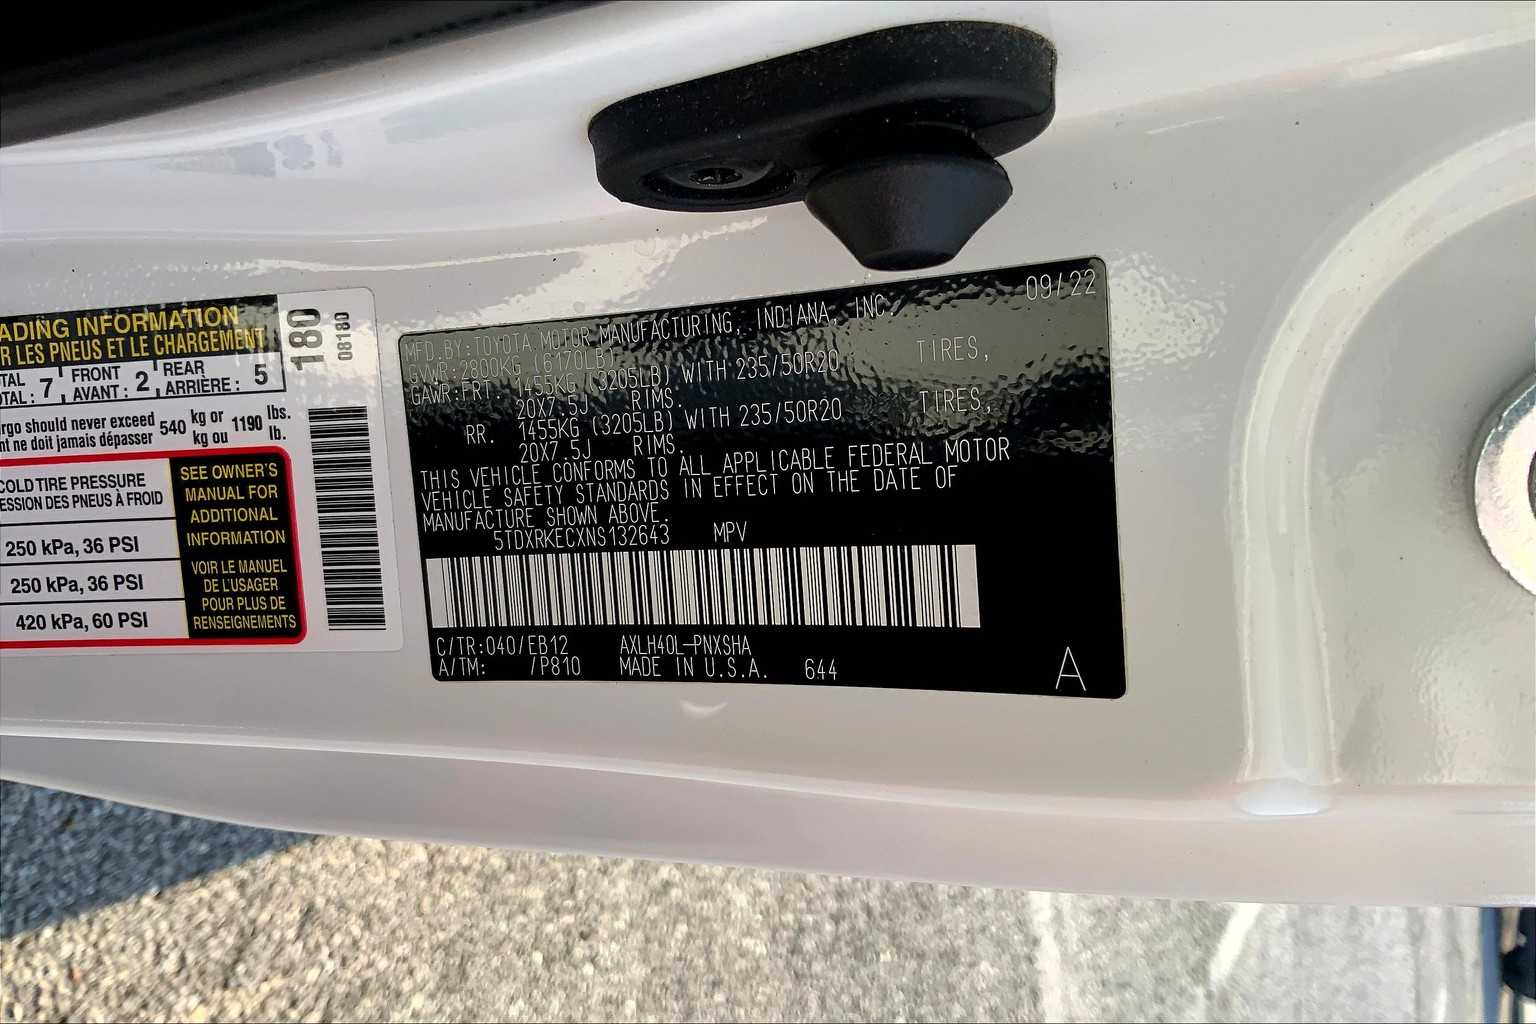 ADING INFORMATION
R LES PNEUS ET LE CHARGEMENT
TAL 7 FRONT 2 REAR 5
OTAL : AVANT : ARRIÈRE :
rgo should never exceed 540 kg or 1190 lbs.
nt ne doit jamais dépasser kg ou lb.
COLD TIRE PRESSURE
ESSION DES PNEUS À FROID
250 kPa, 36 PSI
250 kPa, 36 PSI
420 kPa, 60 PSI
SEE OWNER'S
MANUAL FOR
ADDITIONAL
INFORMATION
VOIR LE MANUEL
DE L'USAGER
POUR PLUS DE
RENSEIGNEMENTS
180
08180
09/22
MFD.BY:TOYOTA MOTOR MANUFACTURING, INDIANA, INC.
GVWR:2800KG (6170LB)
GAWR:FRT. 1455KG (3205LB) WITH 235/50R20 TIRES,
20X7.5J RIMS.
RR. 1455KG (3205LB) WITH 235/50R20 TIRES,
20X7.5J RIMS.
THIS VEHICLE CONFORMS TO ALL APPLICABLE FEDERAL MOTOR
VEHICLE SAFETY STANDARDS IN EFFECT ON THE DATE OF
MANUFACTURE SHOWN ABOVE.
5TDXRKECXNS132643 MPV
C/TR:040/EB12 AXLH40L-PNXSHA
A/TM: /P810 MADE IN U.S.A. 644
A